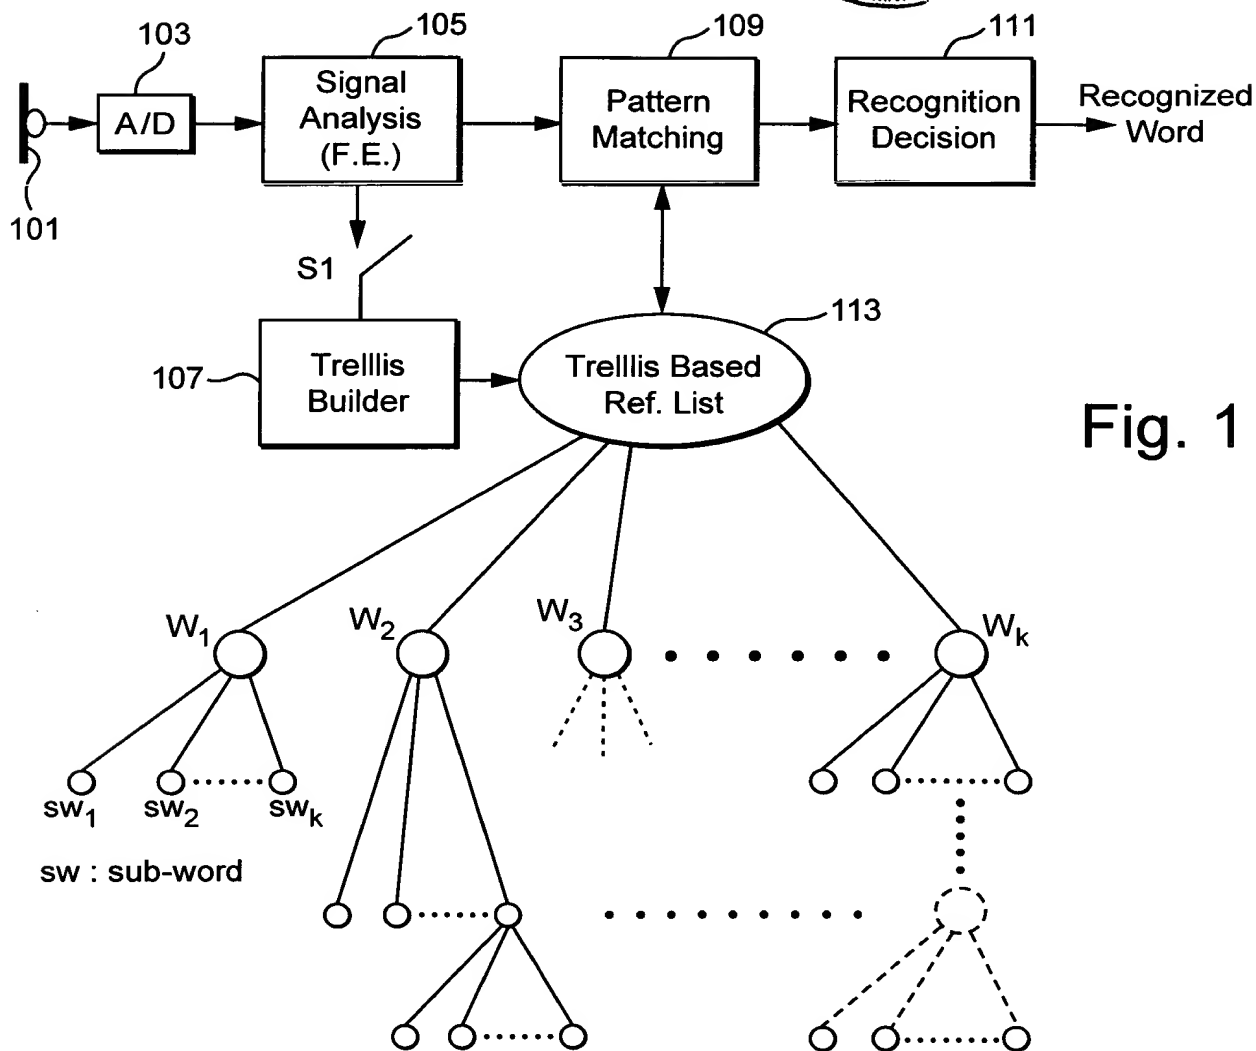 103
105
109
111
A/D
Signal
Analysis
(F.E.)
Pattern
Matching
Recognition
Decision
Recognized
Word
101
S1
113
107
Trelllis
Builder
Trelllis Based
Ref. List
Fig. 1
W1
W2
W3
Wk
sw1
sw2
swk
sw : sub-word